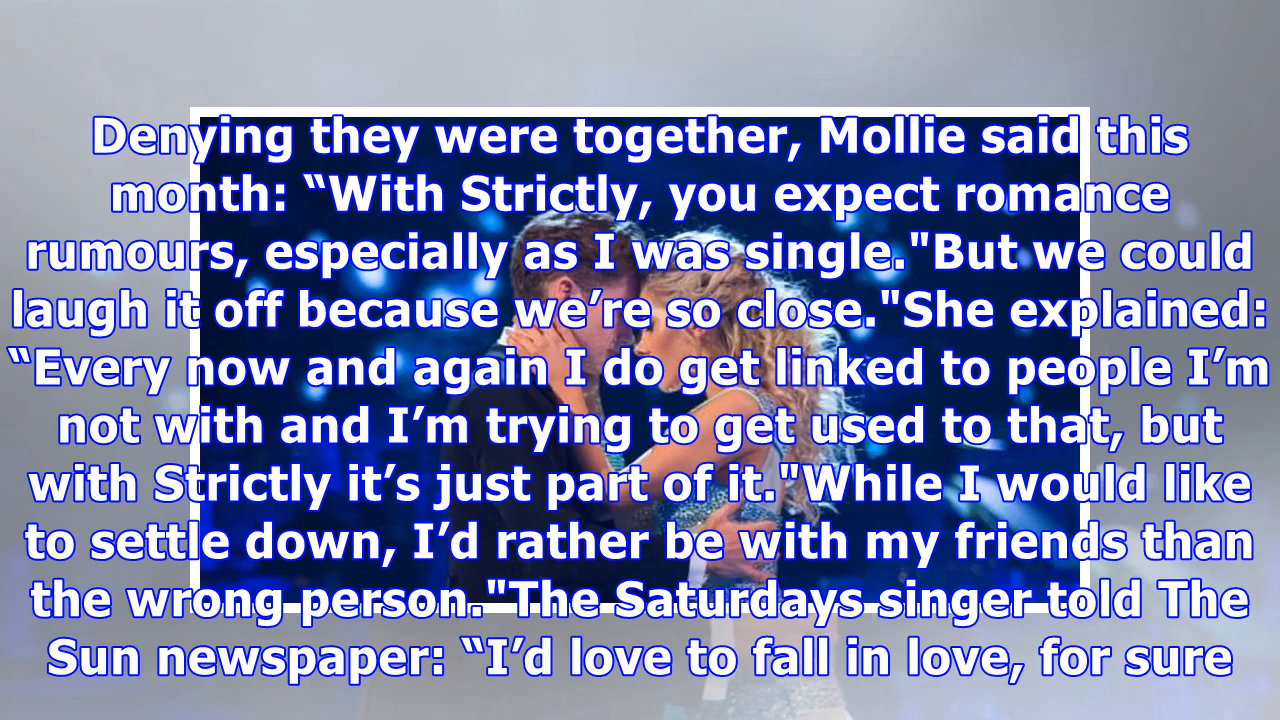 Denying they were together, Mollie said this
month: “With Strictly, you expect romance
rumours, especially as I was single."But we could
laugh it off because we’re so close."She explained:
“Every now and again I do get linked to people I’m
not with and I’m trying to get used to that, but
with Strictly it’s just part of it."While I would like
to settle down, I’d rather be with my friends than
the wrong person."The Saturdays singer told The
Sun newspaper: “I’d love to fall in love, for sure